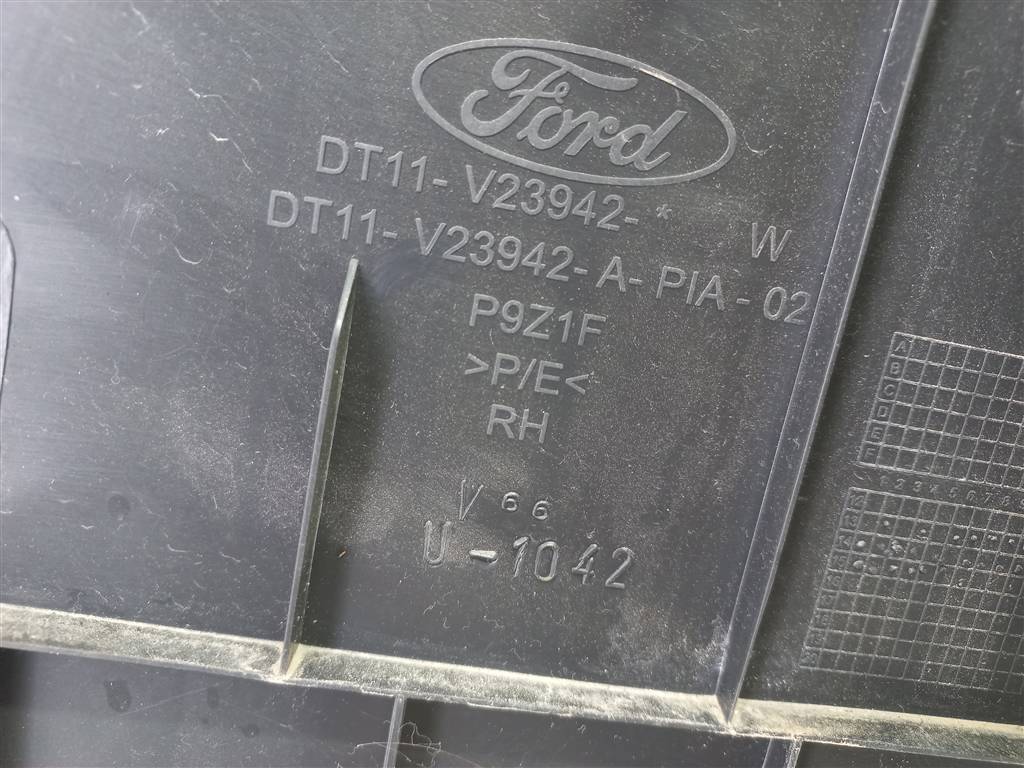 Ford
DT11- V23942- * W
DT11- V23942- A- PIA - 02
P9Z1F
>P/E<
RH
V 66
U-1042
A
B
C
D
E
F